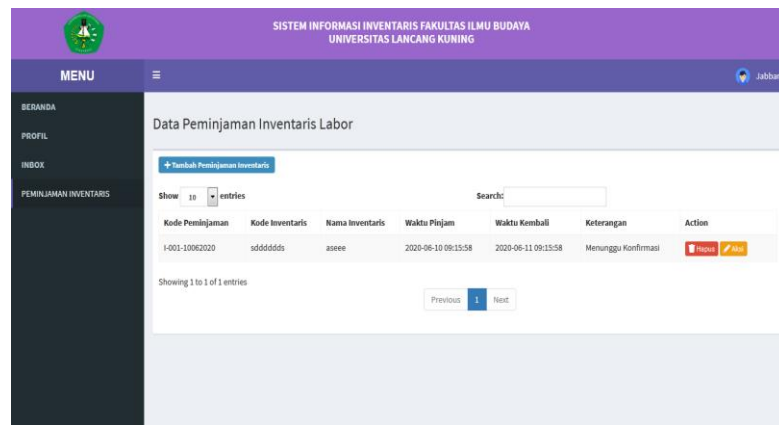 SISTEM INFORMASI INVENTARIS FAKULTAS ILMU BUDAYA
UNIVERSITAS LANCANG KUNING
MENU
☰
Jabbar
BERANDA
PROFIL
INBOX
PEMINJAMAN INVENTARIS
Data Peminjaman Inventaris Labor
+ Tambah Peminjaman Inventaris
Show 10 entries
Search:
Kode Peminjaman Kode Inventaris Nama Inventaris Waktu Pinjam Waktu Kembali Keterangan Action
I-001-10062020 sdddddds aseee 2020-06-10 09:15:58 2020-06-11 09:15:58 Menunggu Konfirmasi Hapus Aksi
Showing 1 to 1 of 1 entries
Previous 1 Next